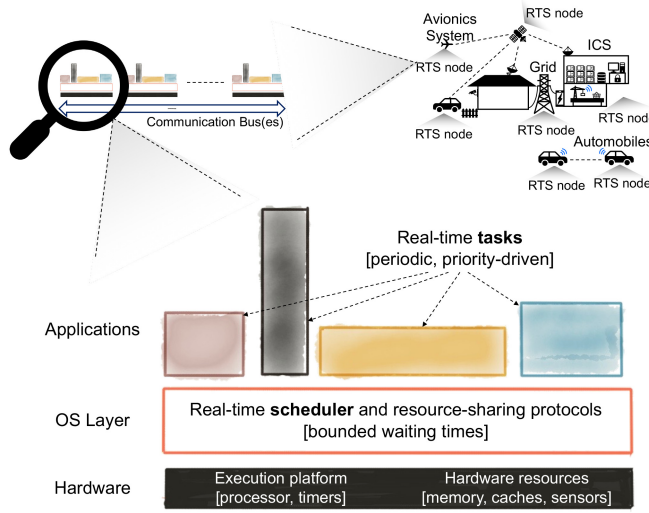 Avionics
System
RTS node
ICS
Grid
RTS node
RTS node
RTS node
RTS node
Automobiles
RTS node
RTS node
Communication Bus(es)
Real-time tasks
[periodic, priority-driven]
Applications
OS Layer
Real-time scheduler and resource-sharing protocols
[bounded waiting times]
Hardware
Execution platform
[processor, timers]
Hardware resources
[memory, caches, sensors]